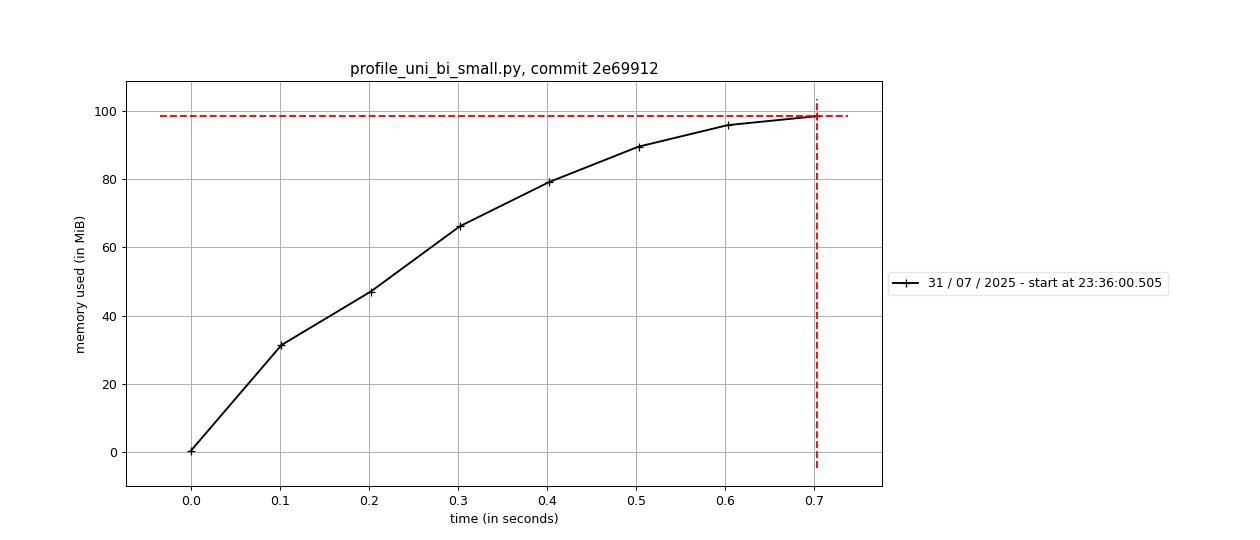 profile_uni_bi_small.py, commit 2e69912
100
80
60
40
20
0
memory used (in MiB)
0.0 0.1 0.2 0.3 0.4 0.5 0.6 0.7
time (in seconds)
31 / 07 / 2025 - start at 23:36:00.505